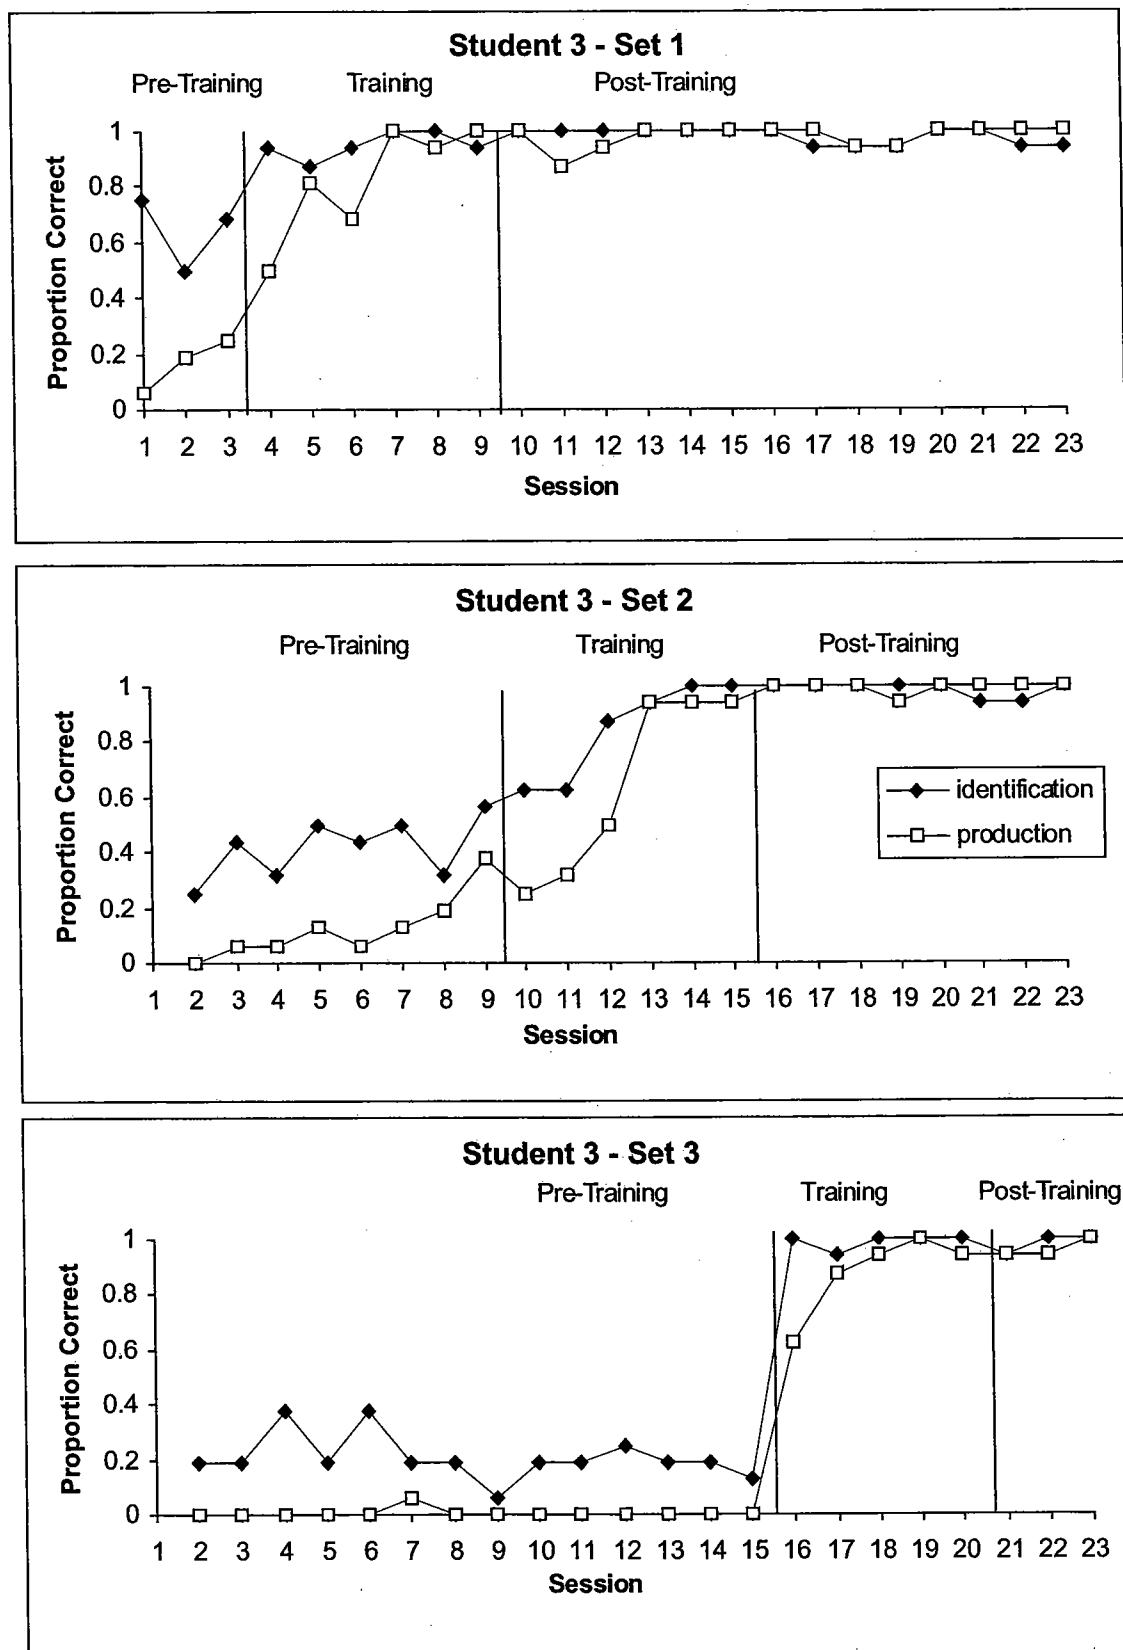 Student 3 - Set 1
Pre-Training Training Post-Training
1
0.8
0.6
0.4
0.2
0
Proportion Correct
1 2 3 4 5 6 7 8 9 10 11 12 13 14 15 16 17 18 19 20 21 22 23
Session
Student 3 - Set 2
Pre-Training Training Post-Training
1
0.8
0.6
0.4
0.2
0
Proportion Correct
identification
production
1 2 3 4 5 6 7 8 9 10 11 12 13 14 15 16 17 18 19 20 21 22 23
Session
Student 3 - Set 3
Pre-Training Training Post-Training
1
0.8
0.6
0.4
0.2
0
Proportion Correct
1 2 3 4 5 6 7 8 9 10 11 12 13 14 15 16 17 18 19 20 21 22 23
Session